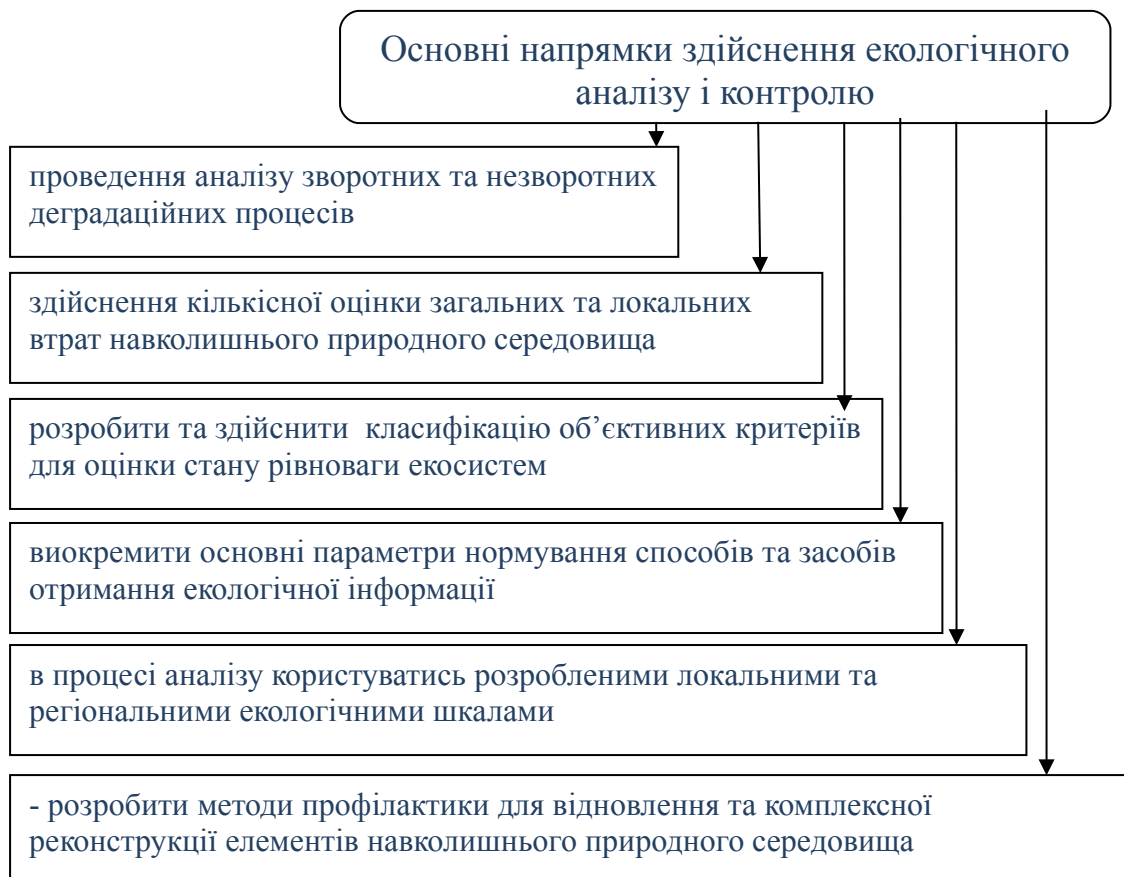 Основні напрямки здійснення екологічного
аналізу і контролю
проведення аналізу зворотних та незворотних
деградаційних процесів
здійснення кількісної оцінки загальних та локальних
втрат навколишнього природного середовища
розробити та здійснити  класифікацію об’єктивних критеріїв
для оцінки стану рівноваги екосистем
виокремити основні параметри нормування способів та засобів
отримання екологічної інформації
в процесі аналізу користуватись розробленими локальними та
регіональними екологічними шкалами
- розробити методи профілактики для відновлення та комплексної
реконструкції елементів навколишнього природного середовища